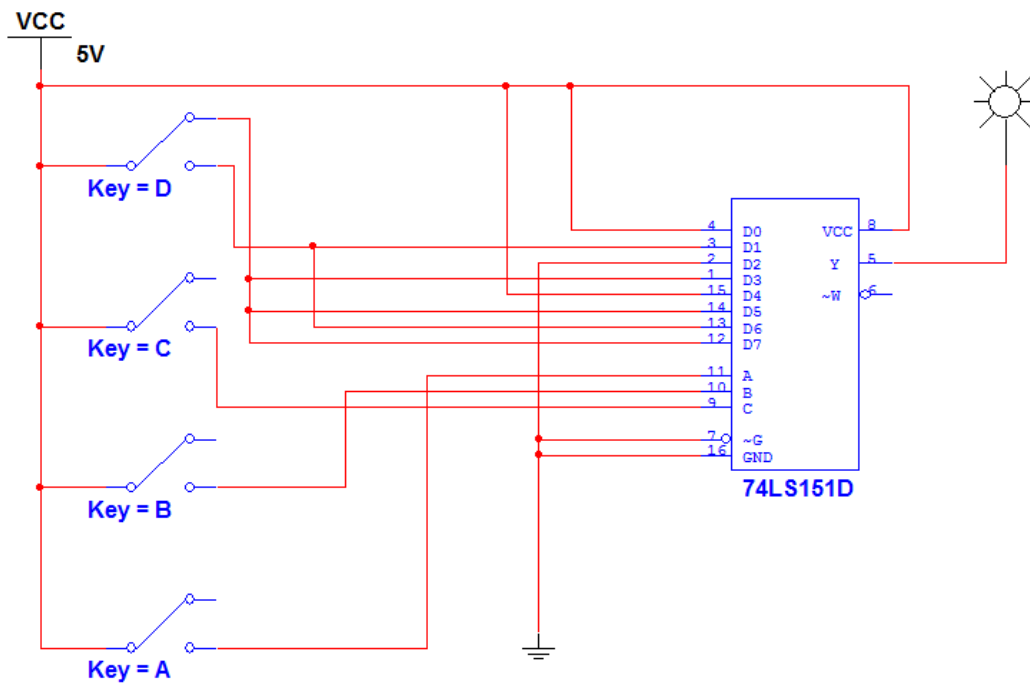 VCC
5V
Key = D
Key = C
Key = B
Key = A
4 D0 VCC 8
3 D1
2 D2 Y 5
1 D3
15 D4 ~W 6
14 D5
13 D6
12 D7
11 A
10 B
9 C
7 ~G
16 GND
74LS151D